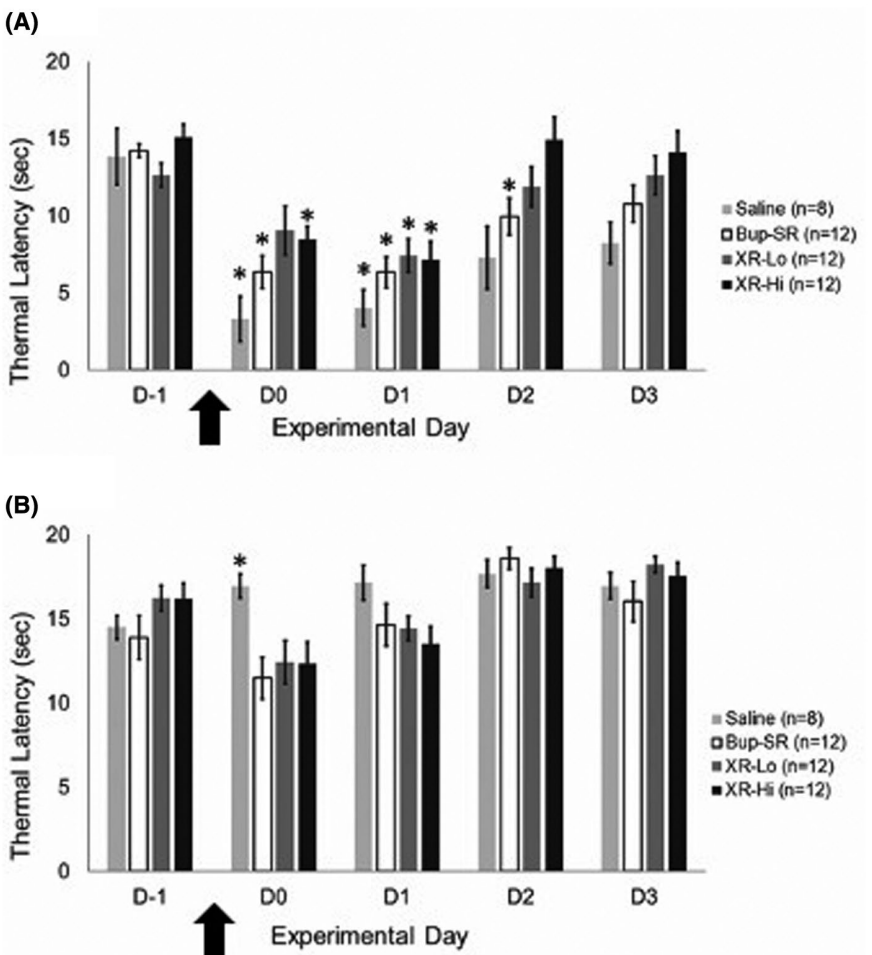 (A)
20
15
10
5
0
Thermal Latency (sec)
* * *
* * * *
*
D-1 D0 D1 D2 D3
Experimental Day
Saline (n=8)
Bup-SR (n=12)
XR-Lo (n=12)
XR-Hi (n=12)
(B)
20
15
10
5
0
Thermal Latency (sec)
*
D-1 D0 D1 D2 D3
Experimental Day
Saline (n=8)
Bup-SR (n=12)
XR-Lo (n=12)
XR-Hi (n=12)